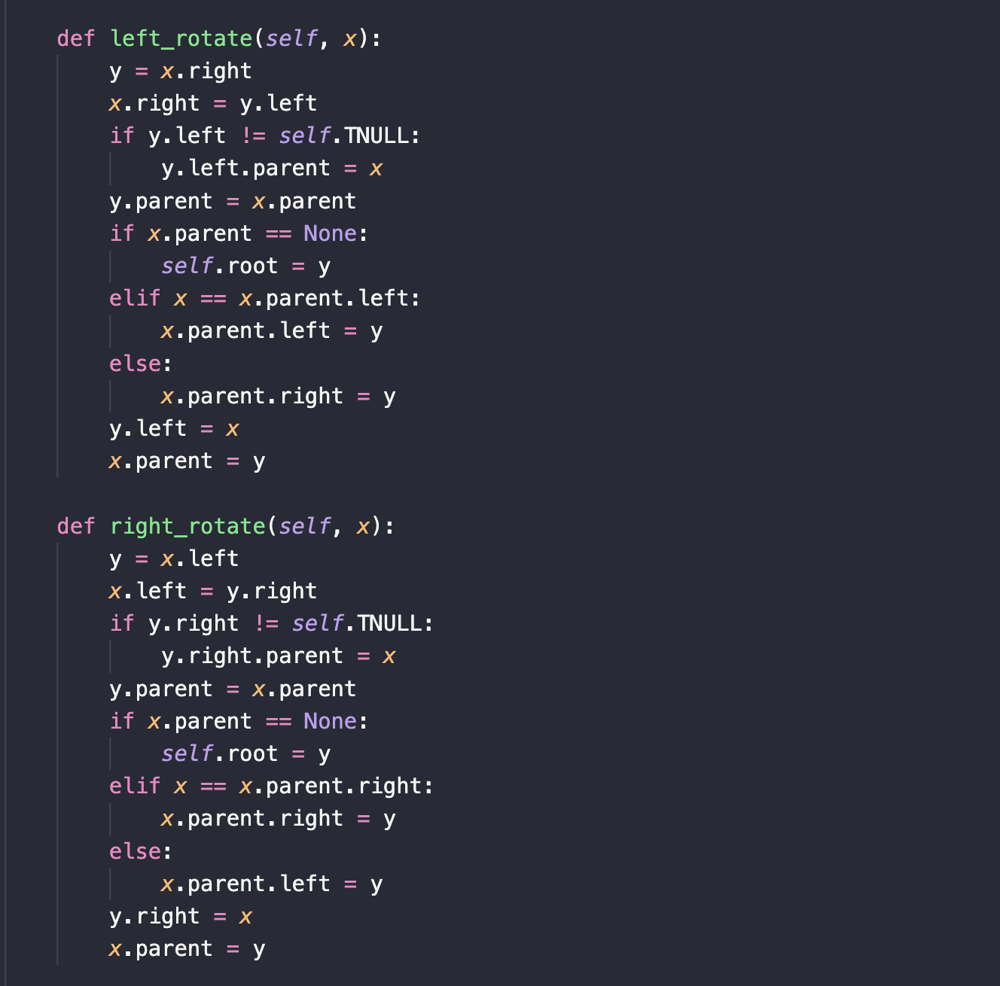 def left_rotate(self, x):
    y = x.right
    x.right = y.left
    if y.left != self.TNULL:
        y.left.parent = x
    y.parent = x.parent
    if x.parent == None:
        self.root = y
    elif x == x.parent.left:
        x.parent.left = y
    else:
        x.parent.right = y
    y.left = x
    x.parent = y

def right_rotate(self, x):
    y = x.left
    x.left = y.right
    if y.right != self.TNULL:
        y.right.parent = x
    y.parent = x.parent
    if x.parent == None:
        self.root = y
    elif x == x.parent.right:
        x.parent.right = y
    else:
        x.parent.left = y
    y.right = x
    x.parent = y